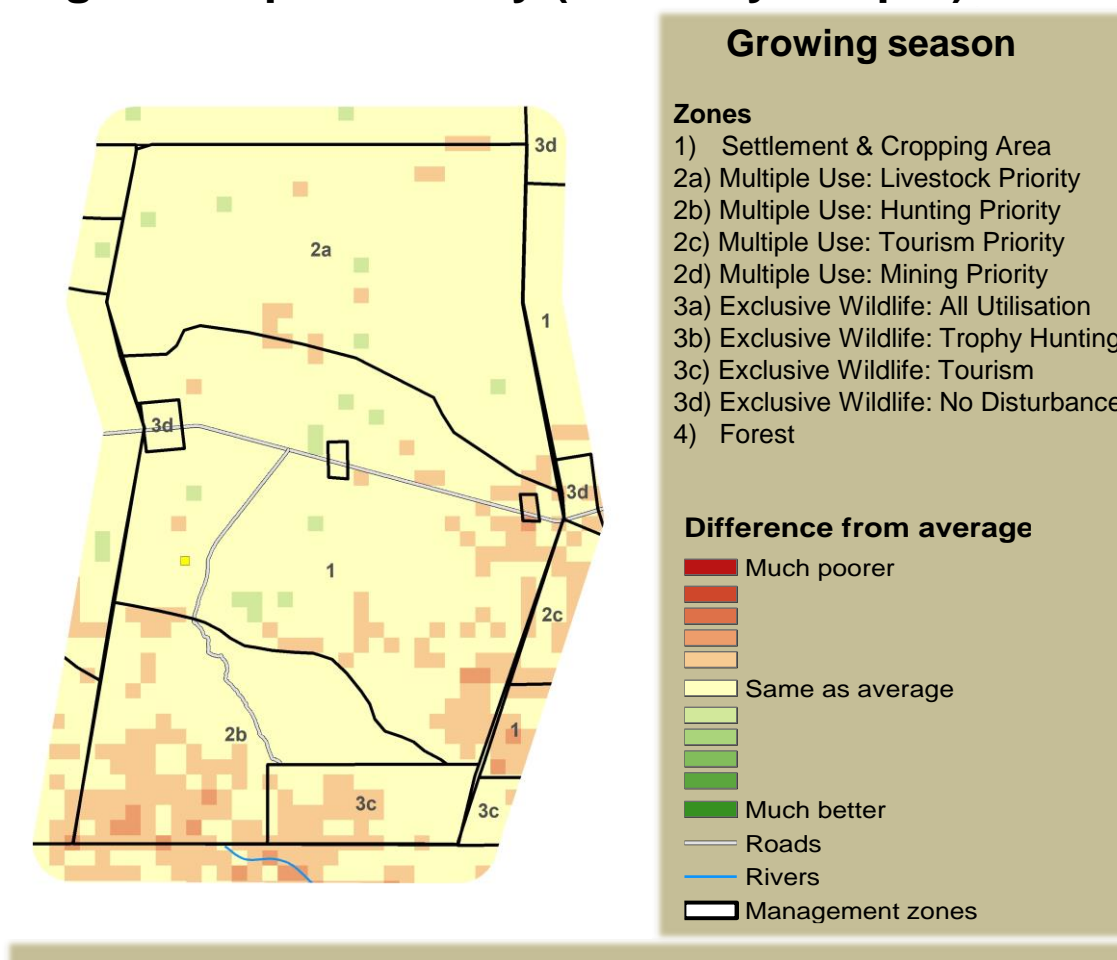 Growing season
Zones
1) Settlement & Cropping Area
2a) Multiple Use: Livestock Priority
2b) Multiple Use: Hunting Priority
2c) Multiple Use: Tourism Priority
2d) Multiple Use: Mining Priority
3a) Exclusive Wildlife: All Utilisation
3b) Exclusive Wildlife: Trophy Hunting
3c) Exclusive Wildlife: Tourism
3d) Exclusive Wildlife: No Disturbance
4) Forest
Difference from average
Much poorer
Same as average
Much better
Roads
Rivers
Management zones
3d
2a
1
3d
3d
1
2c
2b
1
3c
3c